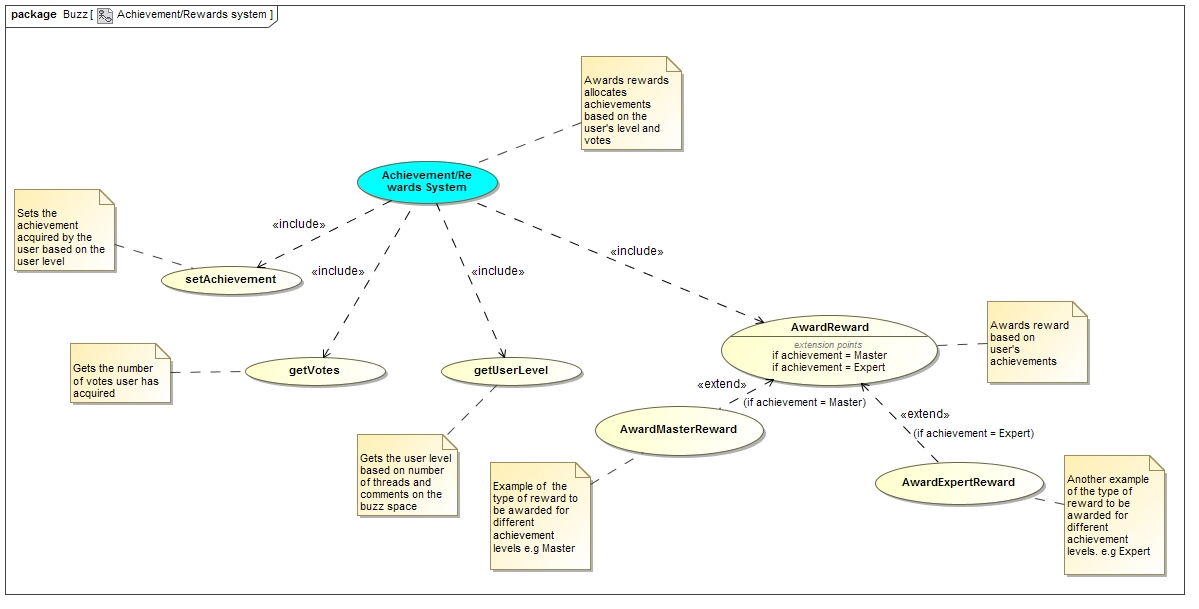 package Buzz [ Achievement/Rewards system ]
Awards rewards
allocates
achievements
based on the
user's level and
votes
Achievement/Re
wards System
Sets the
achievement
acquired by the
user based on the
user level
«include»
«include»
«include»
«include»
setAchievement
Gets the number
of votes user has
acquired
getVotes
getUserLevel
AwardReward
extension points
if achievement = Master
if achievement = Expert
Awards reward
based on
user's
achievements
«extend»
(if achievement = Master)
«extend»
(if achievement = Expert)
AwardMasterReward
AwardExpertReward
Gets the user level
based on number
of threads and
comments on the
buzz space
Example of the
type of reward to
be awarded for
different
achievement
levels e.g Master
Another example
of the type of
reward to be
awarded for
different
achievement
levels. e.g Expert